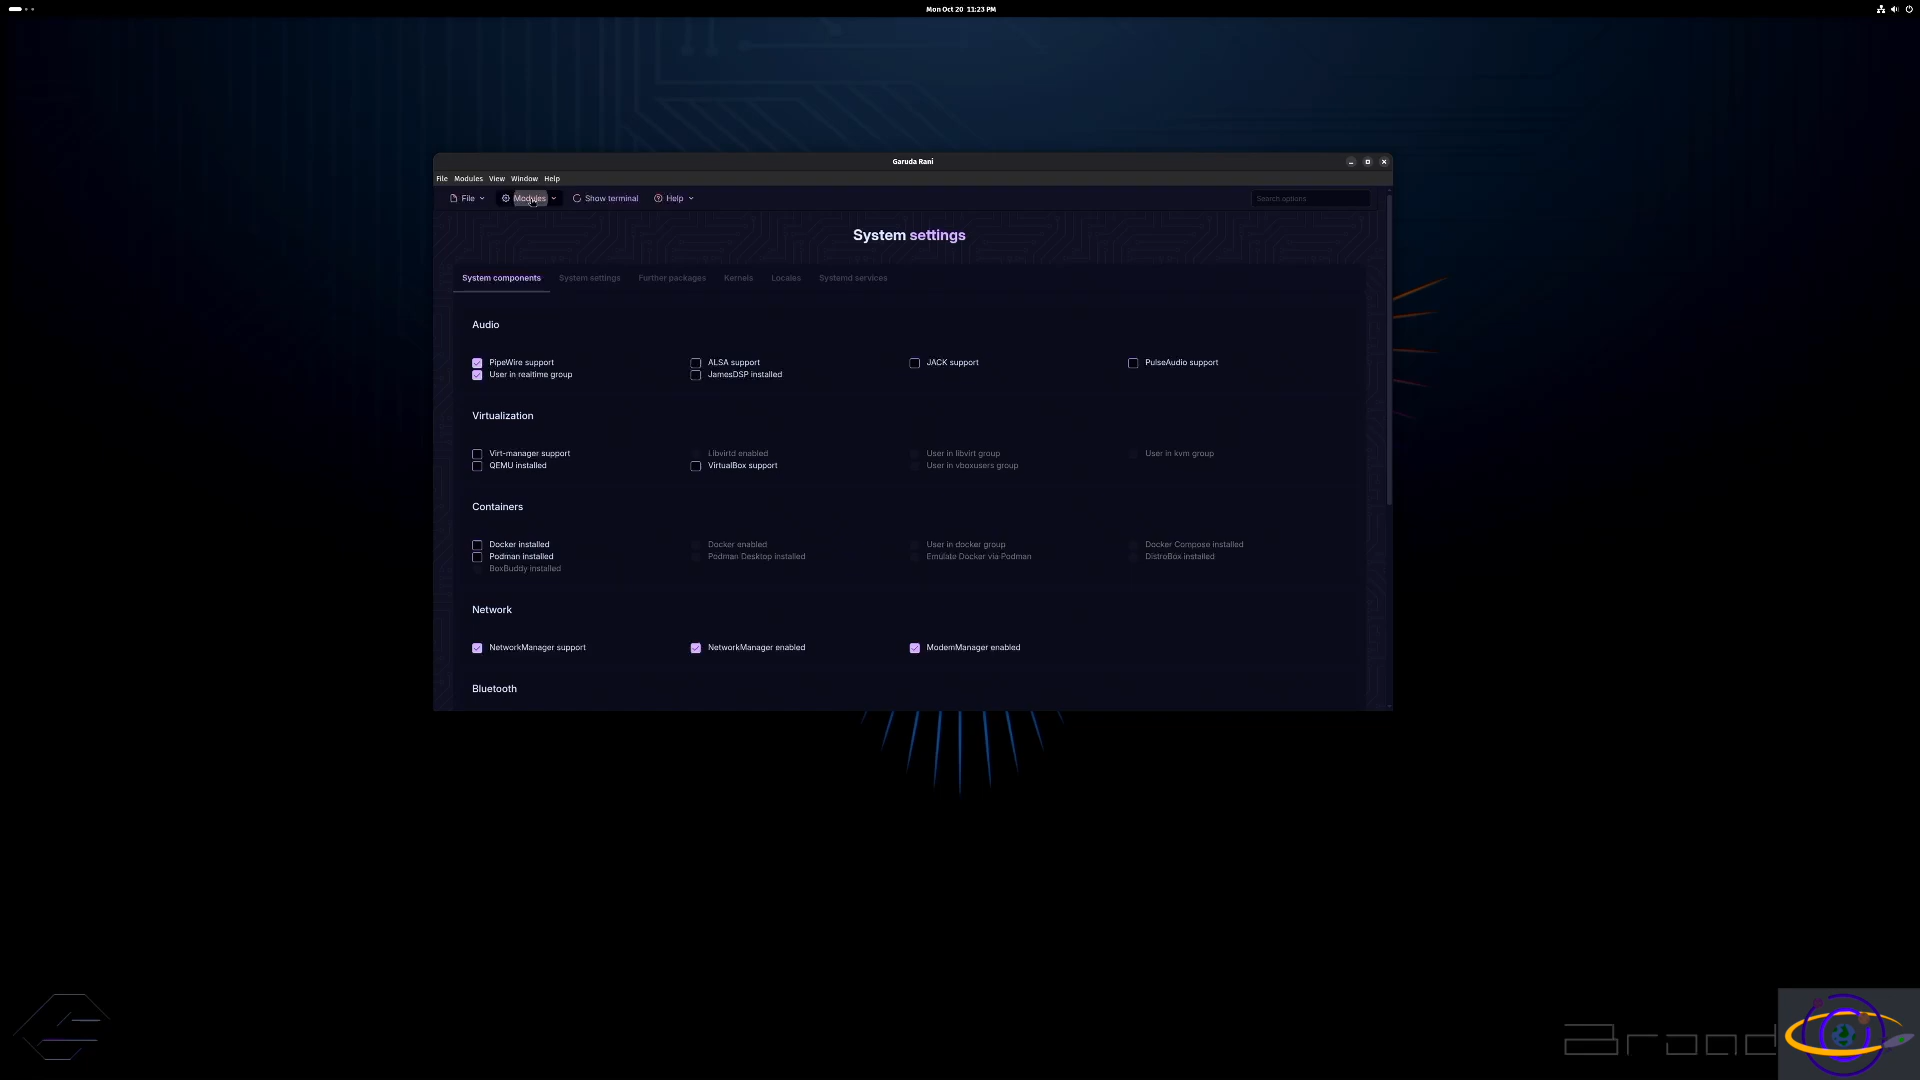 Mon Oct 20 11:23 PM
Garuda Rani
File Modules View Window Help
File Modules Show terminal Help Search options
System settings
System components System settings Further packages Kernels Locales Systemd services
Audio
PipeWire support ALSA support JACK support PulseAudio support
User in realtime group JamesDSP installed
Virtualization
Virt-manager support Libvirtd enabled User in libvirt group User in kvm group
QEMU installed VirtualBox support User in vboxusers group
Containers
Docker installed Docker enabled User in docker group Docker Compose installed
Podman installed Podman Desktop installed Emulate Docker via Podman DistroBox installed
BoxBuddy installed
Network
NetworkManager support NetworkManager enabled ModemManager enabled
Bluetooth